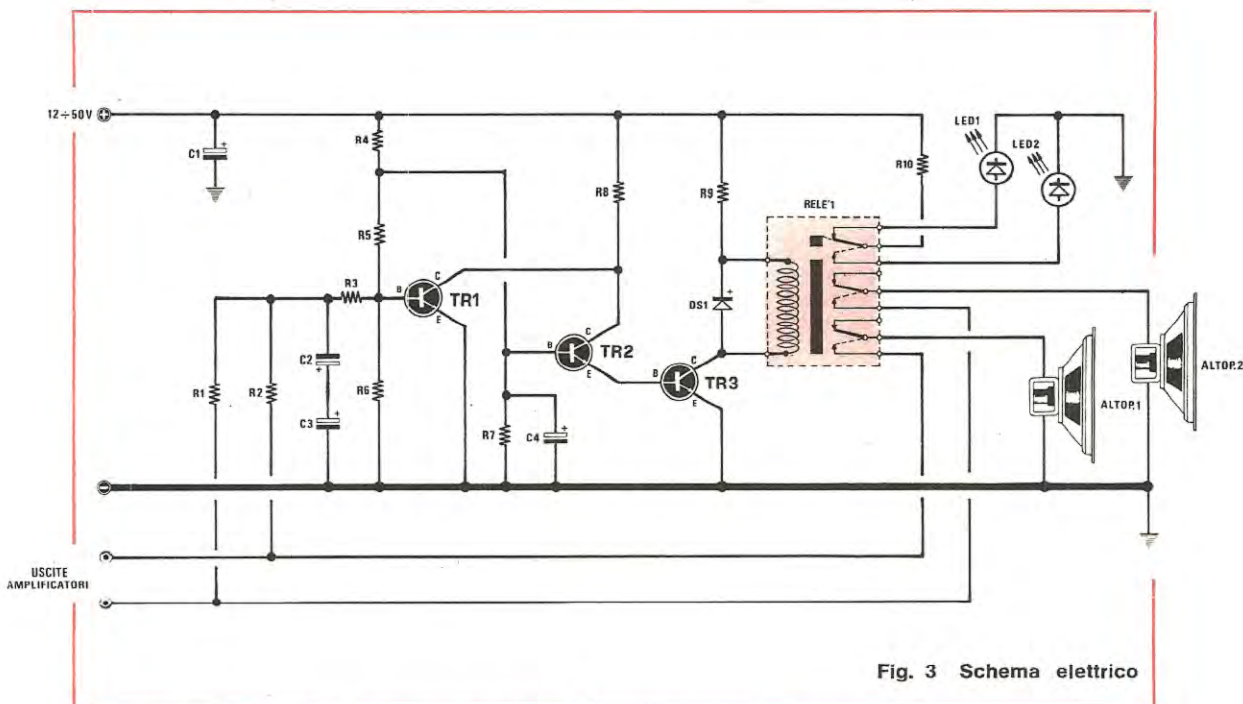 12÷50V
C1
R4
R5
R3
R1
R2
C2
C3
R6
B
C
E
TR1
B
C
E
TR2
R7
C4
R8
B
C
E
TR3
R9
DS1
RELE'1
R10
LED1
LED2
ALTOP.1
ALTOP.2
USCITE
AMPLIFICATORI
Fig. 3 Schema elettrico